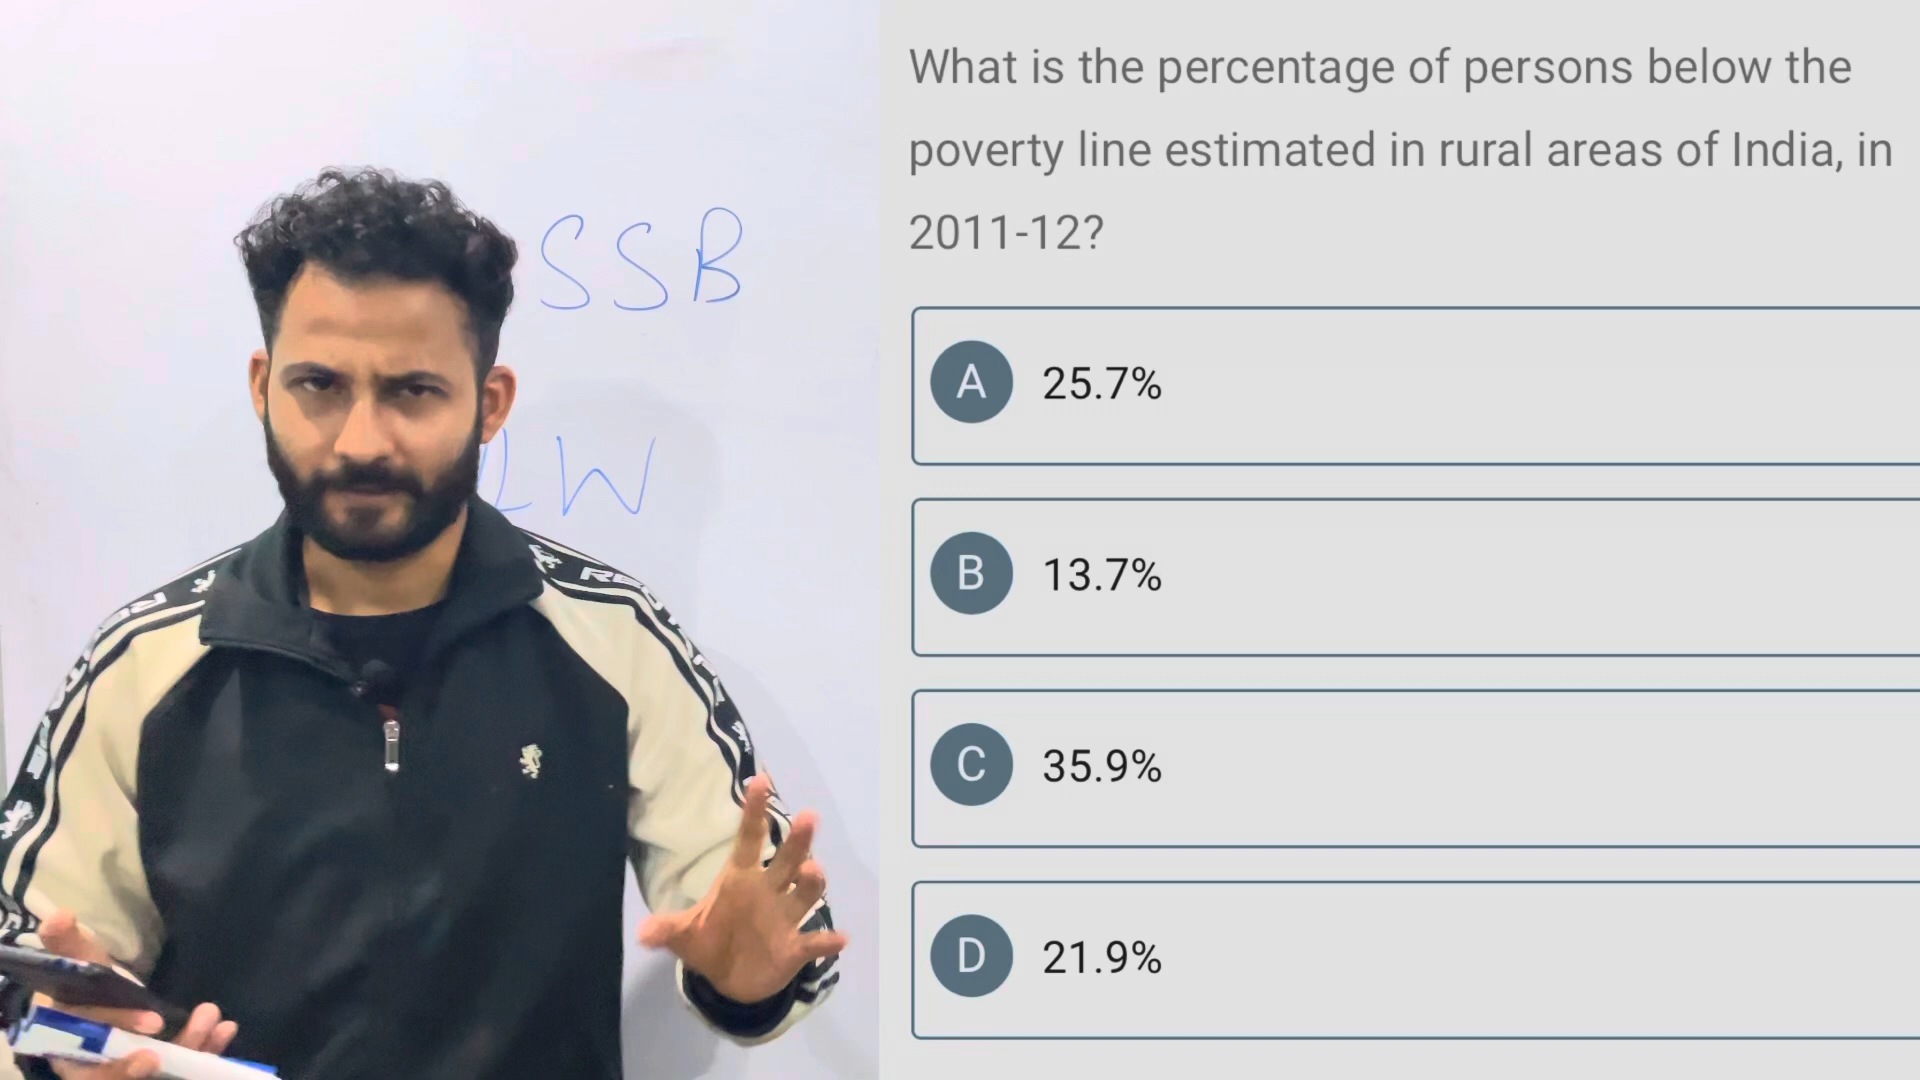 SSB
LW
What is the percentage of persons below the
poverty line estimated in rural areas of India, in
2011-12?
A 25.7%
B 13.7%
C 35.9%
D 21.9%